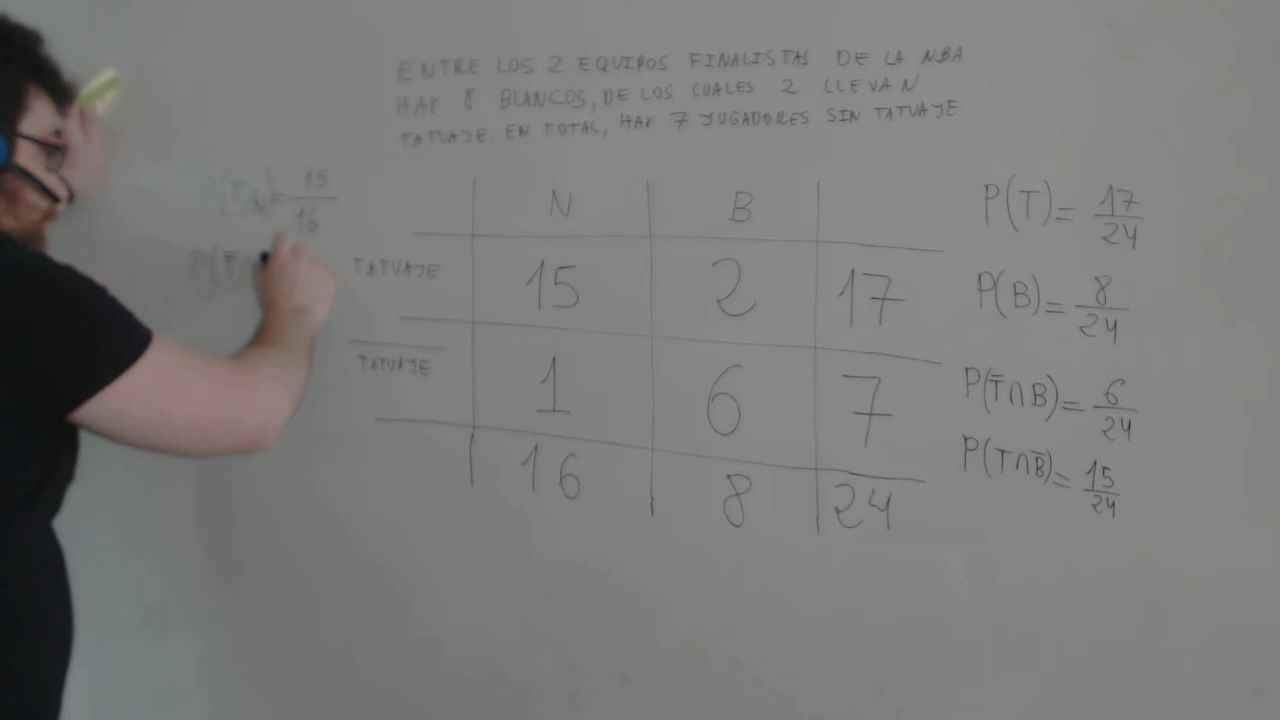 ENTRE LOS 2 EQUIPOS FINALISTAS DE LA NBA
HAY 8 BLANCOS, DE LOS CUALES 2 LLEVAN
TATUAJE. EN TOTAL, HAY 7 JUGADORES SIN TATUAJE.
N B
TATUAJE 15 2 17
T̅A̅T̅U̅A̅J̅E̅ 1 6 7
16 8 24
P(T)= 17/24
P(B)= 8/24
P(T̅∩B)= 6/24
P(T∩B̅)= 15/24
15/16